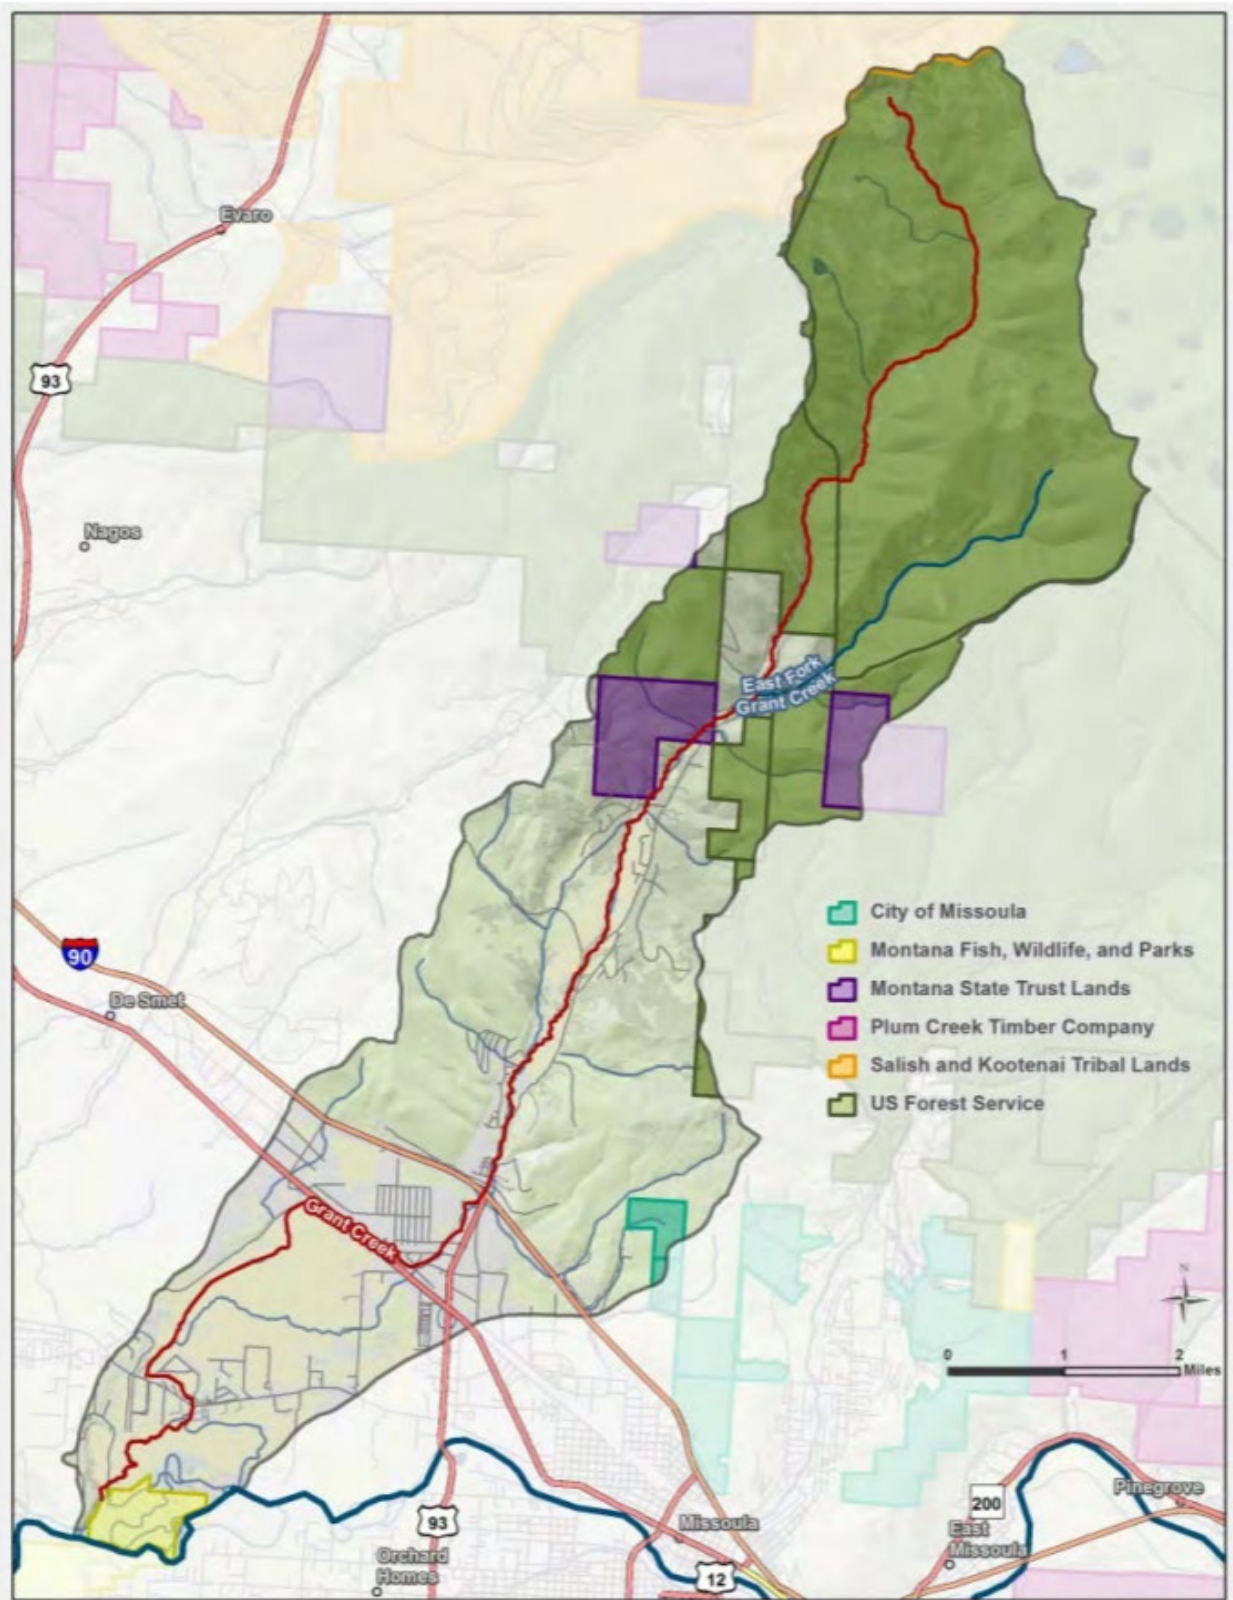 Evaro
93
Nagos
East Fork
Grant Creek
City of Missoula
Montana Fish, Wildlife, and Parks
90
Montana State Trust Lands
De Smet
Plum Creek Timber Company
Salish and Kootenai Tribal Lands
US Forest Service
Grant Creek
N
0 1 2
Miles
93
200
Pinegrove
Missoula
East
Missoula
Orchard
Homes
12